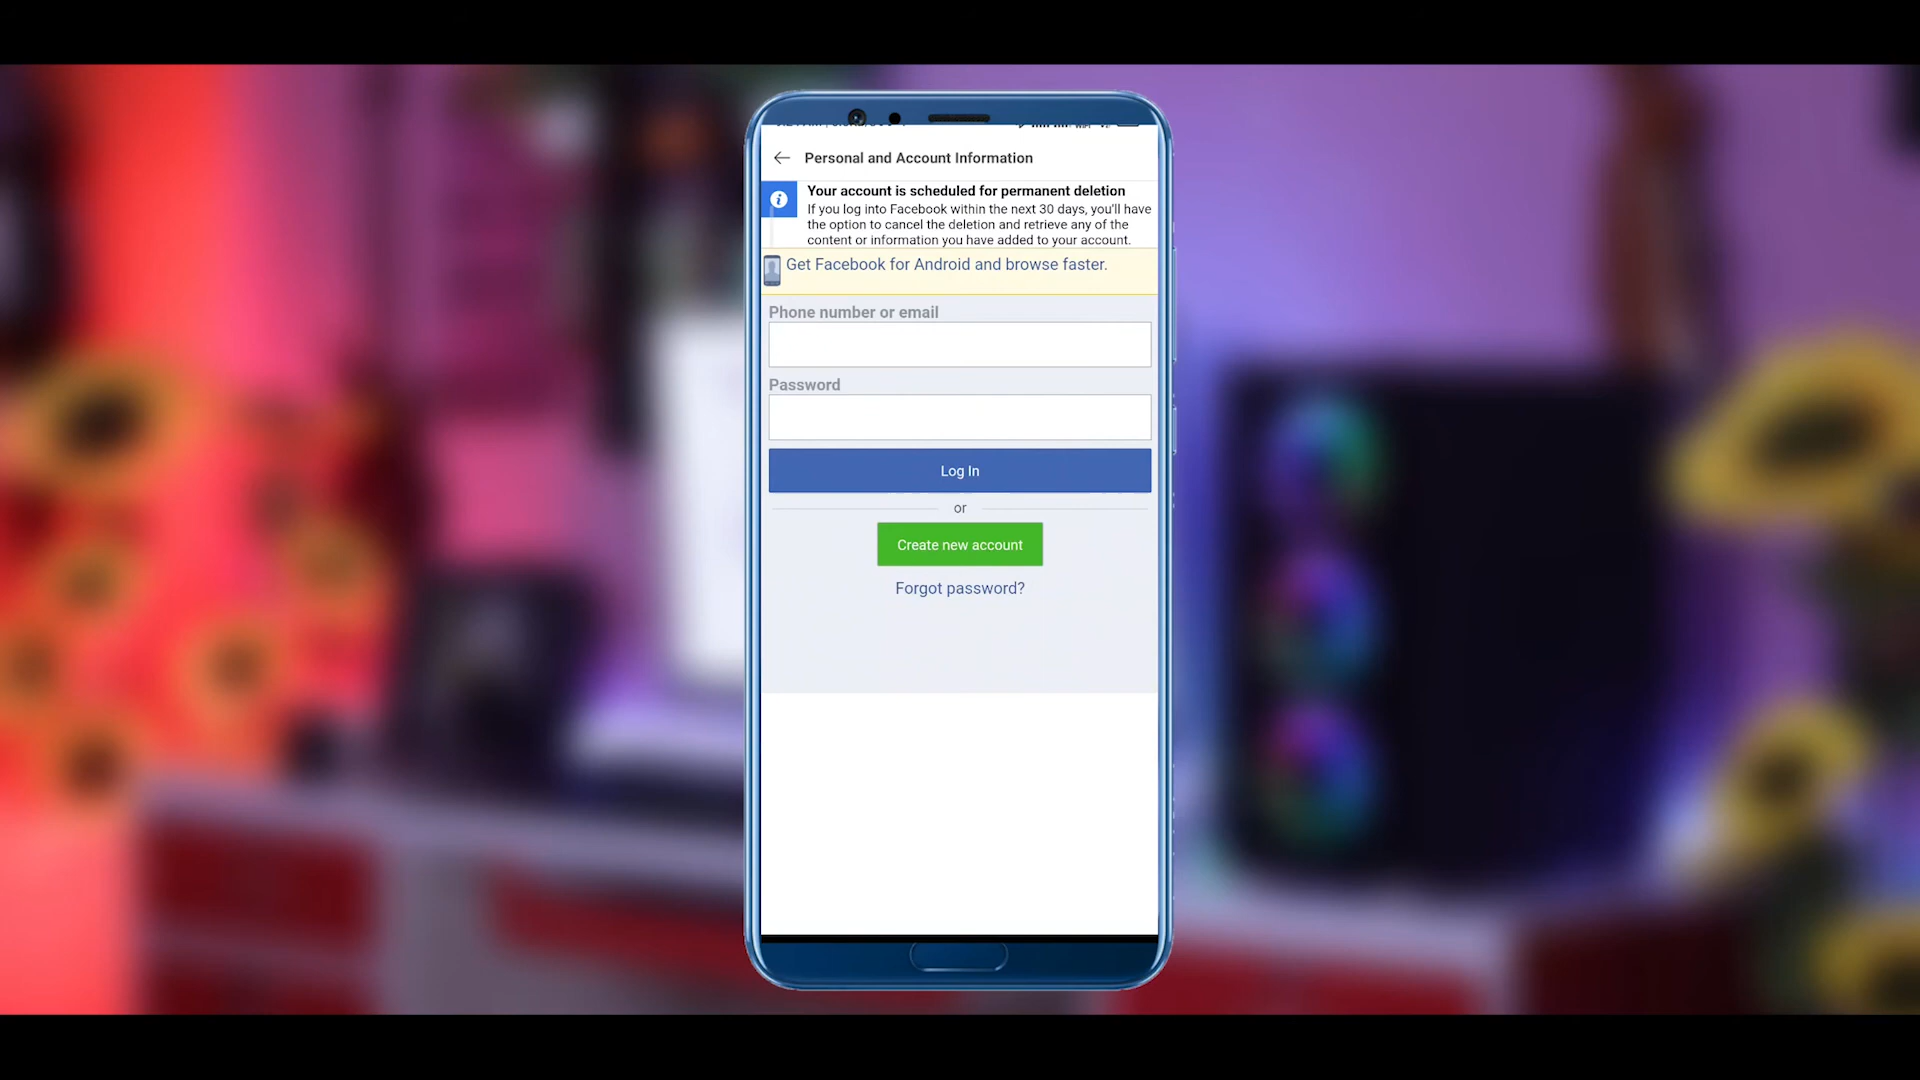 Personal and Account Information
Your account is scheduled for permanent deletion
If you log into Facebook within the next 30 days, you'll have
the option to cancel the deletion and retrieve any of the
content or information you have added to your account.
Get Facebook for Android and browse faster.
Phone number or email
Password
Log In
or
Create new account
Forgot password?